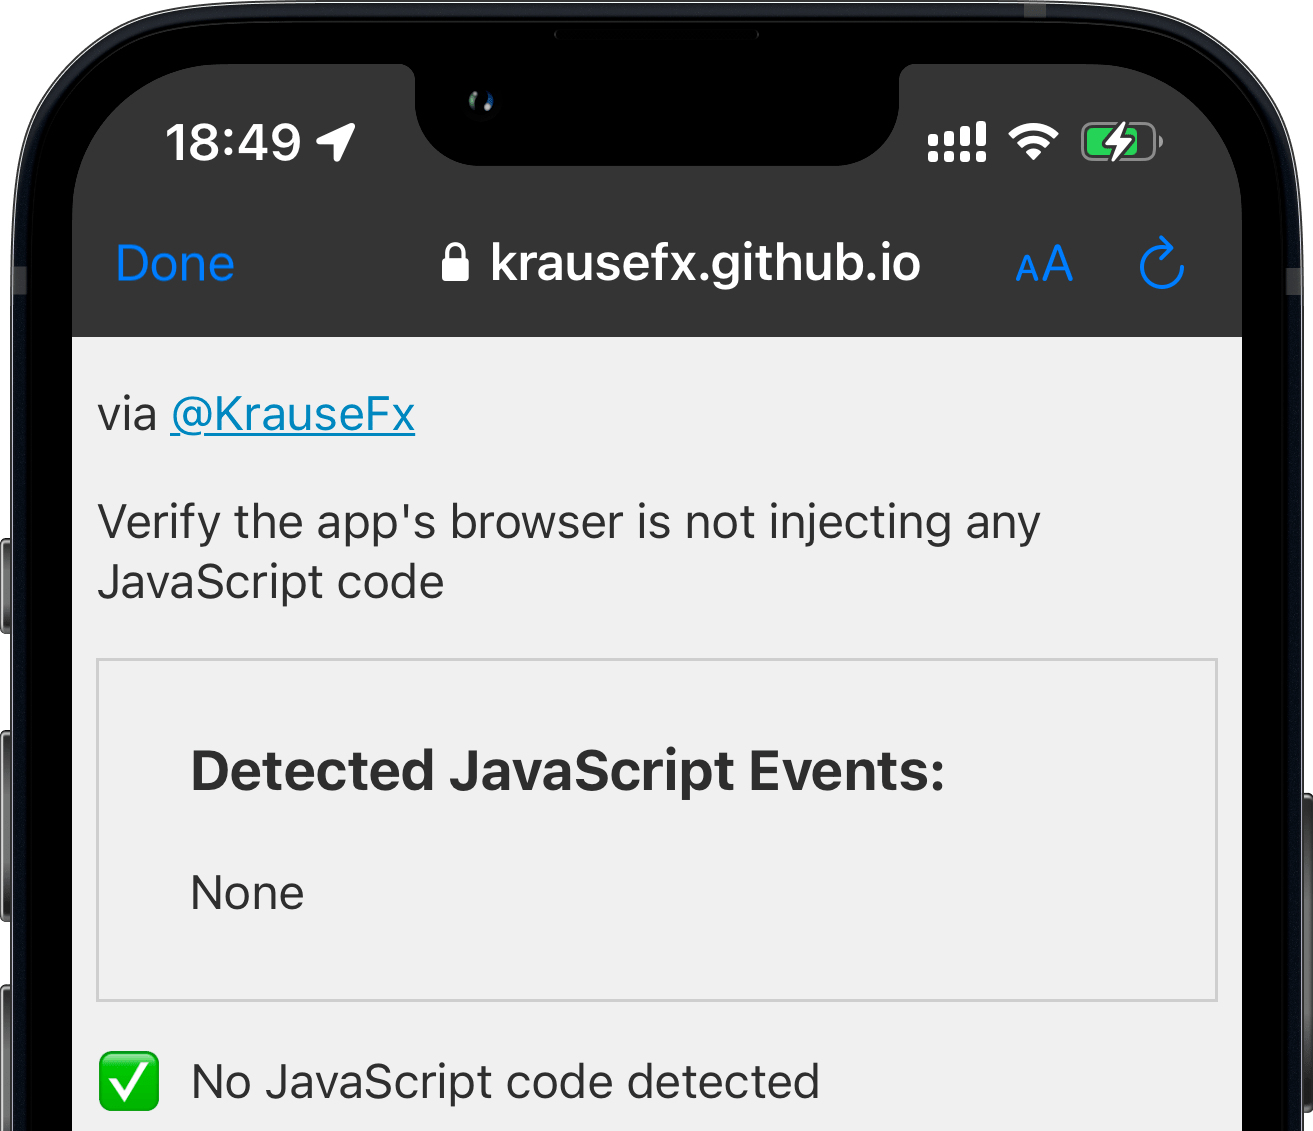 18:49
Done krausefx.github.io AA
via @KrauseFx
Verify the app's browser is not injecting any
JavaScript code
Detected JavaScript Events:
None
No JavaScript code detected